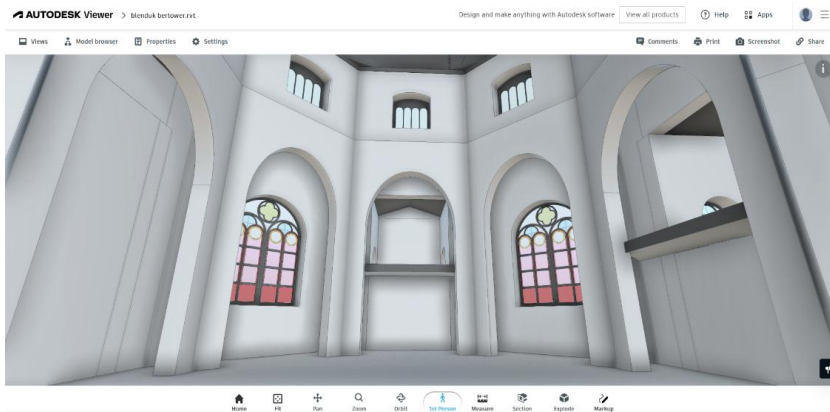 AUTODESK Viewer > blenduk bertower.rvt Design and make anything with Autodesk software View all products Help Apps
Views Model browser Properties Settings Comments Print Screenshot Share
Home Fit Pan Zoom Orbit 1st Person Measure Section Explode Markup